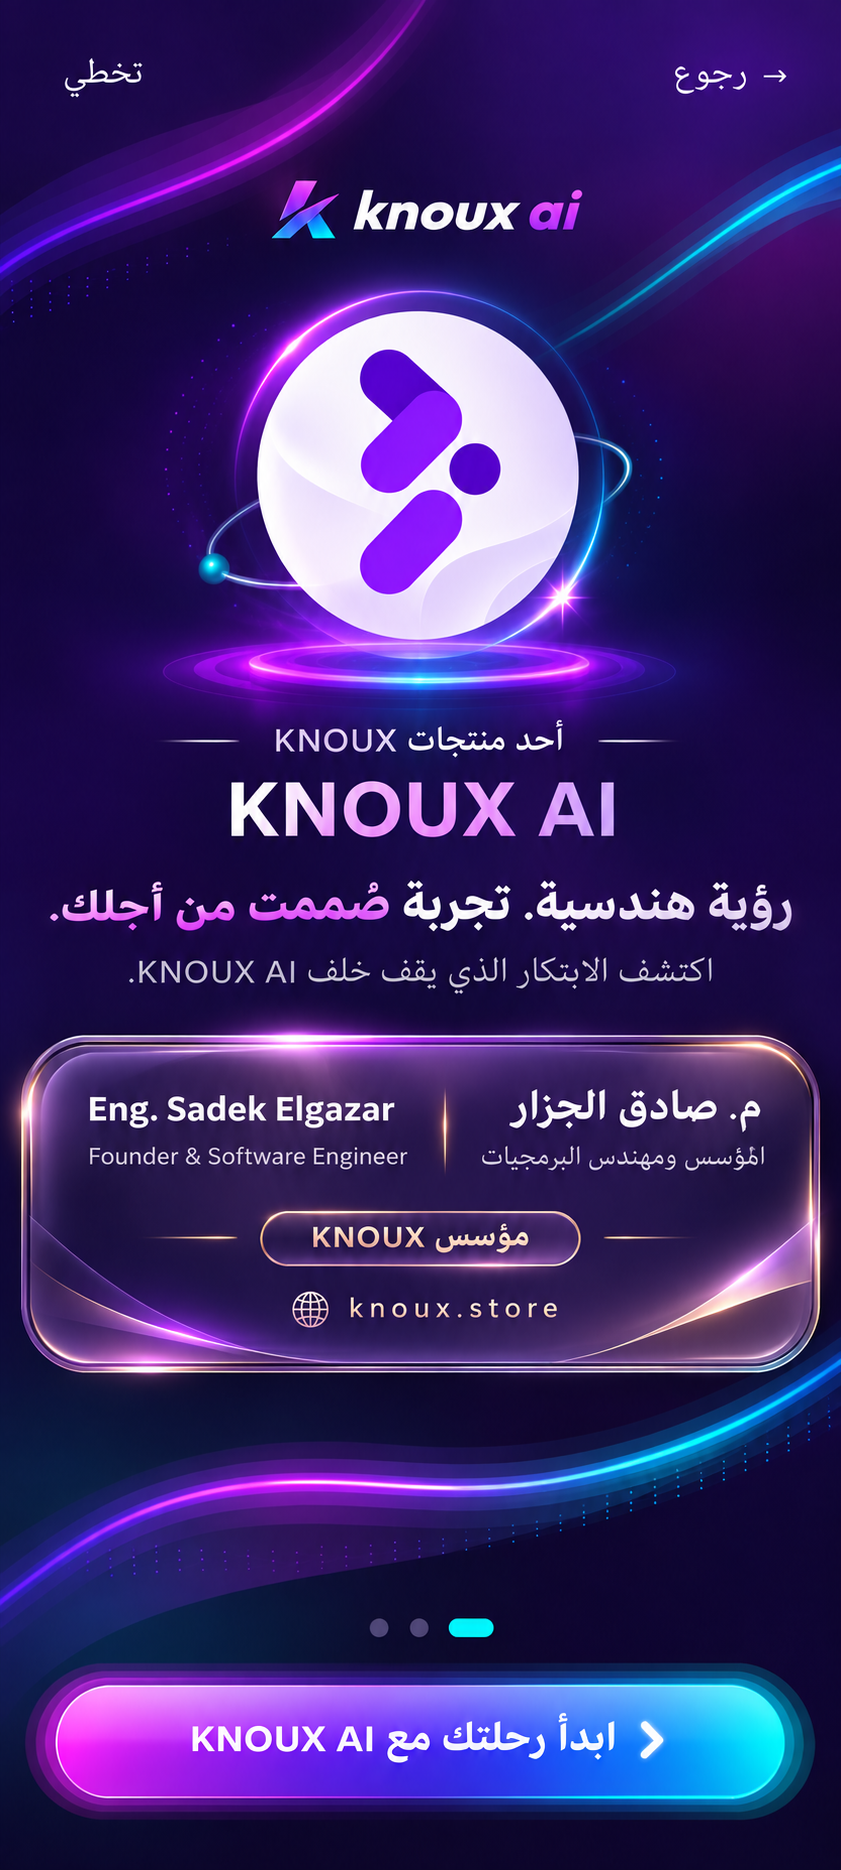 → رجوع
تخطي
knoux ai
أحد منتجات KNOUX
KNOUX AI
رؤية هندسية. تجربة صُممت من أجلك.
اكتشف الابتكار الذي يقف خلف KNOUX AI.
م. صادق الجزار
المؤسس ومهندس البرمجيات
Eng. Sadek Elgazar
Founder & Software Engineer
مؤسس KNOUX
knoux.store
ابدأ رحلتك مع KNOUX AI